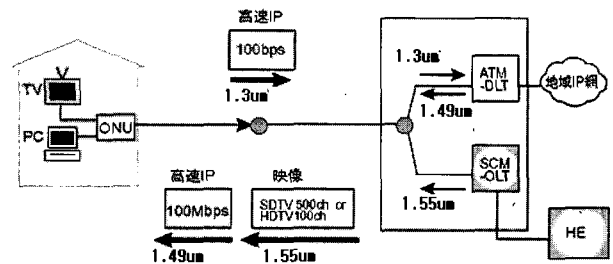 高速IP
100bps
1.3um
TV
PC
ONU
1.3um
ATM
-DLT
1.49um
地域IP網
SCM
-OLT
1.55um
HE
高速IP
100Mbps
1.49um
映像
SDTV 500ch or
HDTV100ch
1.55um